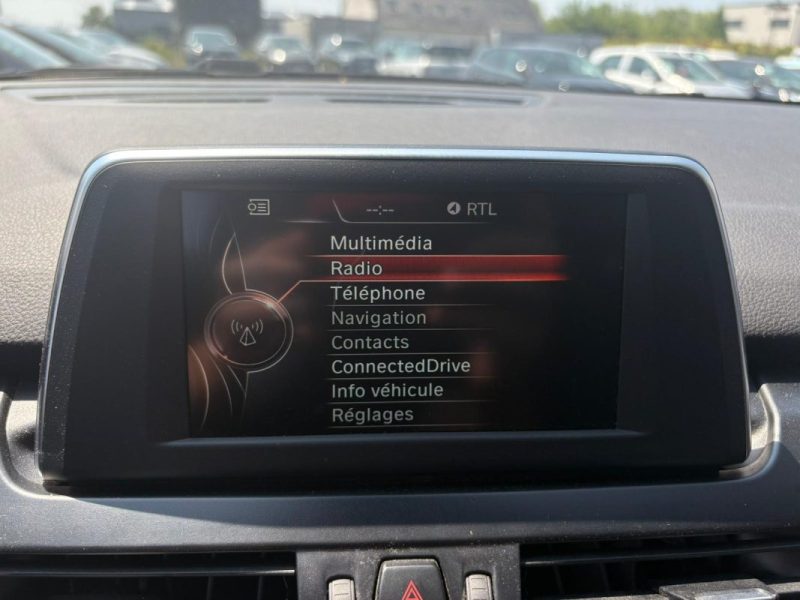 --:-- RTL
Multimédia
Radio
Téléphone
Navigation
Contacts
ConnectedDrive
Info véhicule
Réglages